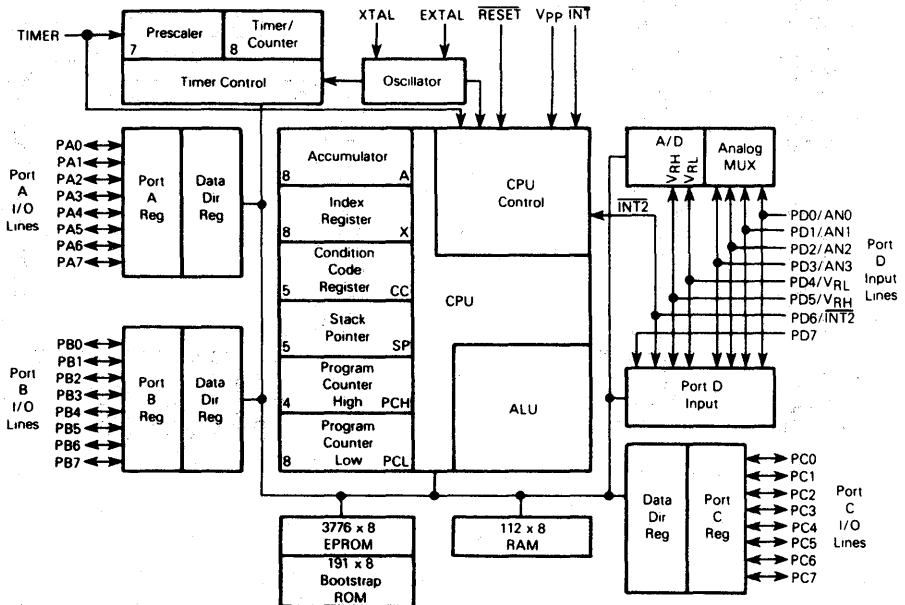 TIMER
Prescaler
7
Timer/
Counter
8
Timer Control
XTAL
EXTAL
RESET
VPP
INT
Oscillator
Port
A
I/O
Lines
PA0
PA1
PA2
PA3
PA4
PA5
PA6
PA7
Port
A
Reg
Data
Dir
Reg
Port
B
I/O
Lines
PB0
PB1
PB2
PB3
PB4
PB5
PB6
PB7
Port
B
Reg
Data
Dir
Reg
Accumulator
8 A
Index
Register
8 X
Condition
Code
Register
5 CC
Stack
Pointer
5 SP
Program
Counter
High
4 PCH
Program
Counter
Low
8 PCL
CPU
Control
CPU
ALU
INT2
A/D
VRH
VRL
Analog
MUX
PD0/AN0
PD1/AN1
PD2/AN2
PD3/AN3
PD4/VRL
PD5/VRH
PD6/INT2
PD7
Port
D
Input
Lines
Port D
Input
Data
Dir
Reg
Port
C
Reg
PC0
PC1
PC2
PC3
PC4
PC5
PC6
PC7
Port
C
I/O
Lines
3776 x 8
EPROM
191 x 8
Bootstrap
ROM
112 x 8
RAM